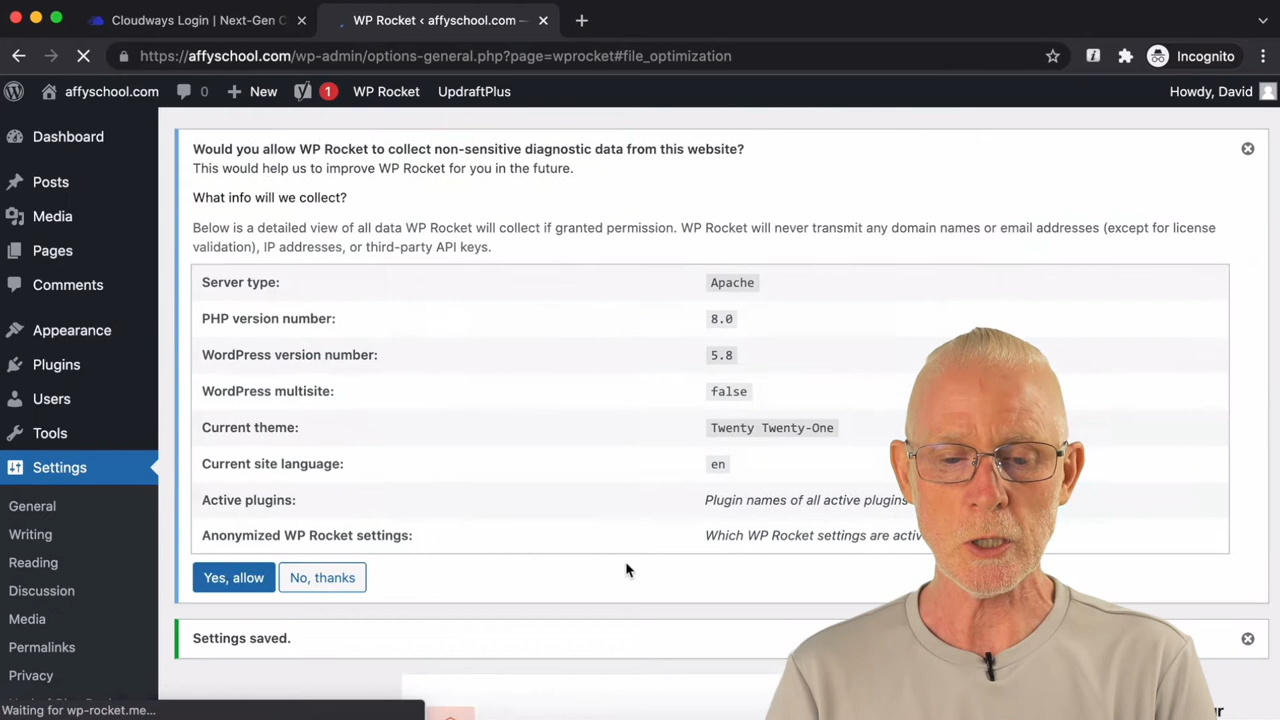 Cloudways Login | Next-Gen C
WP Rocket ‹ affyschool.com —
https://affyschool.com/wp-admin/options-general.php?page=wprocket#file_optimization
Incognito
affyschool.com
0
New
1
WP Rocket
UpdraftPlus
Howdy, David
Dashboard
Posts
Media
Pages
Comments
Appearance
Plugins
Users
Tools
Settings
General
Writing
Reading
Discussion
Media
Permalinks
Privacy
Would you allow WP Rocket to collect non-sensitive diagnostic data from this website?
This would help us to improve WP Rocket for you in the future.
What info will we collect?
Below is a detailed view of all data WP Rocket will collect if granted permission. WP Rocket will never transmit any domain names or email addresses (except for license
validation), IP addresses, or third-party API keys.
Server type: Apache
PHP version number: 8.0
WordPress version number: 5.8
WordPress multisite: false
Current theme: Twenty Twenty-One
Current site language: en
Active plugins: Plugin names of all active plugins
Anonymized WP Rocket settings: Which WP Rocket settings are activ
Yes, allow
No, thanks
Settings saved.
Waiting for wp-rocket.me...